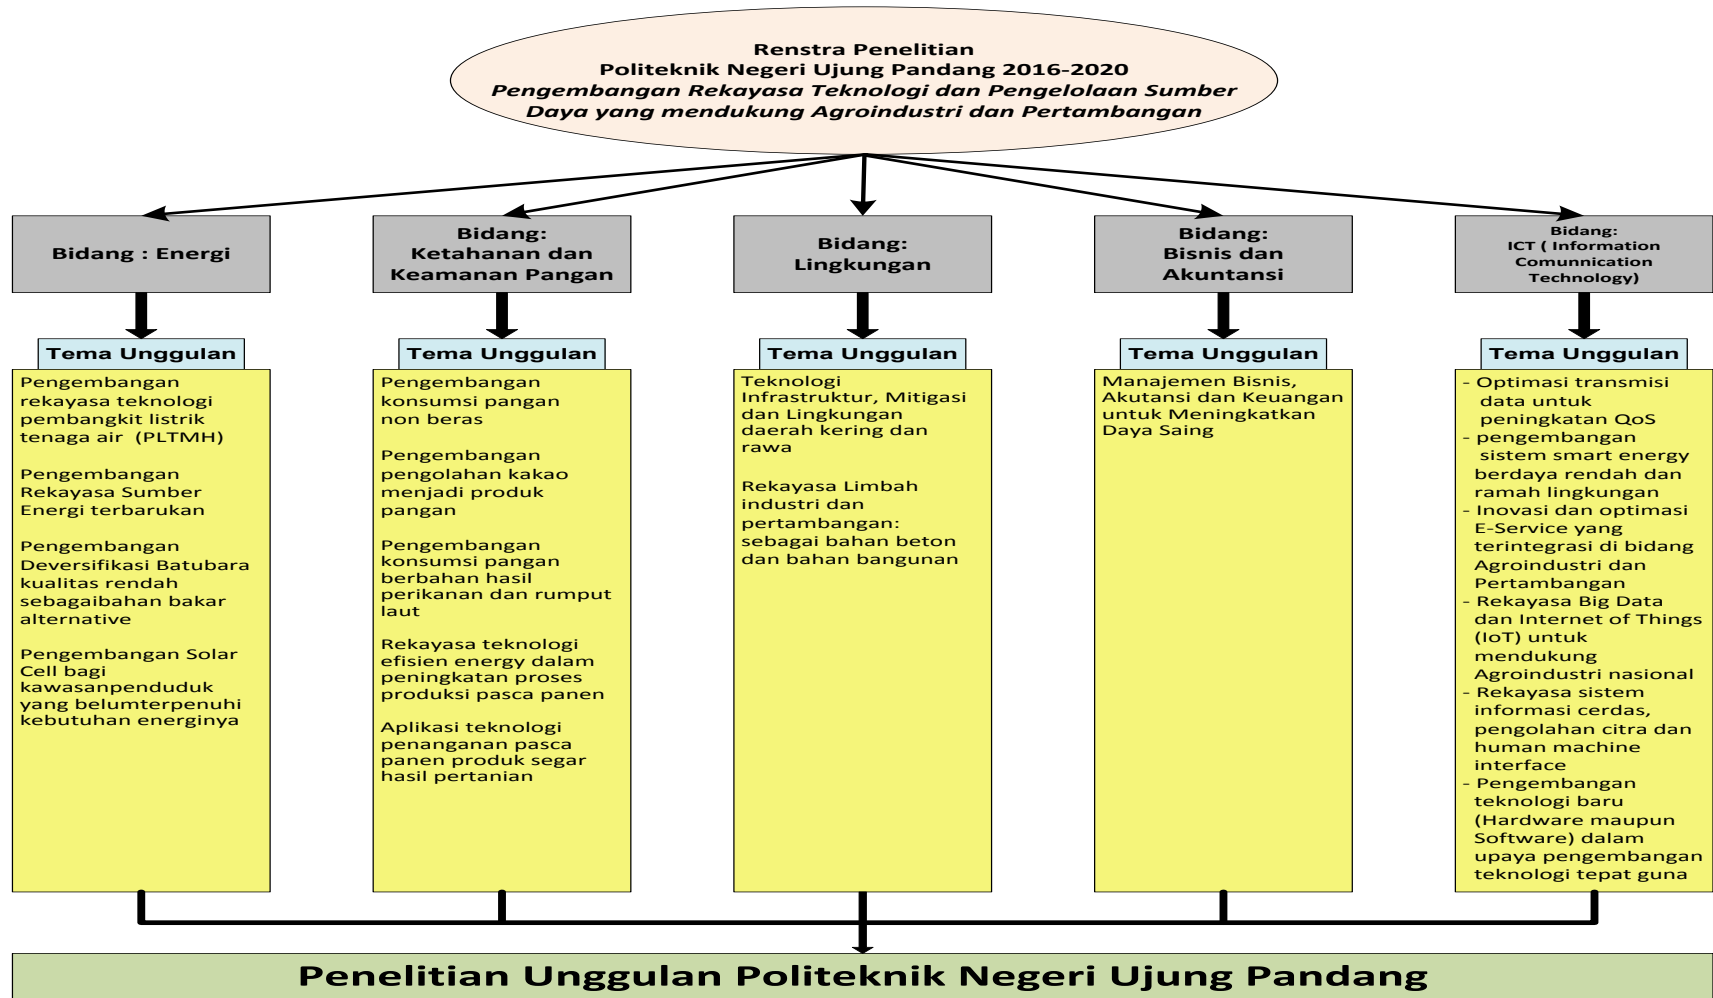 Renstra Penelitian
Politeknik Negeri Ujung Pandang 2016-2020
Pengembangan Rekayasa Teknologi dan Pengelolaan Sumber
Daya yang mendukung Agroindustri dan Pertambangan
Bidang : Energi
Tema Unggulan
Pengembangan
rekayasa teknologi
pembangkit listrik
tenaga air (PLTMH)
Pengembangan
Rekayasa Sumber
Energi terbarukan
Pengembangan
Deversifikasi Batubara
kualitas rendah
sebagaibahan bakar
alternative
Pengembangan Solar
Cell bagi
kawasanpenduduk
yang belumterpenuhi
kebutuhan energinya
Bidang:
Ketahanan dan
Keamanan Pangan
Tema Unggulan
Pengembangan
konsumsi pangan
non beras
Pengembangan
pengolahan kakao
menjadi produk
pangan
Pengembangan
konsumsi pangan
berbahan hasil
perikanan dan rumput
laut
Rekayasa teknologi
efisien energy dalam
peningkatan proses
produksi pasca panen
Aplikasi teknologi
penanganan pasca
panen produk segar
hasil pertanian
Bidang:
Lingkungan
Tema Unggulan
Teknologi
Infrastruktur, Mitigasi
dan Lingkungan
daerah kering dan
rawa
Rekayasa Limbah
industri dan
pertambangan:
sebagai bahan beton
dan bahan bangunan
Bidang:
Bisnis dan
Akuntansi
Tema Unggulan
Manajemen Bisnis,
Akutansi dan Keuangan
untuk Meningkatkan
Daya Saing
Bidang:
ICT ( Information
Comunnication
Technology)
Tema Unggulan
- Optimasi transmisi
data untuk
peningkatan QoS
- pengembangan
sistem smart energy
berdaya rendah dan
ramah lingkungan
- Inovasi dan optimasi
E-Service yang
terintegrasi di bidang
Agroindustri dan
Pertambangan
- Rekayasa Big Data
dan Internet of Things
(IoT) untuk
mendukung
Agroindustri nasional
- Rekayasa sistem
informasi cerdas,
pengolahan citra dan
human machine
interface
- Pengembangan
teknologi baru
(Hardware maupun
Software) dalam
upaya pengembangan
teknologi tepat guna
Penelitian Unggulan Politeknik Negeri Ujung Pandang